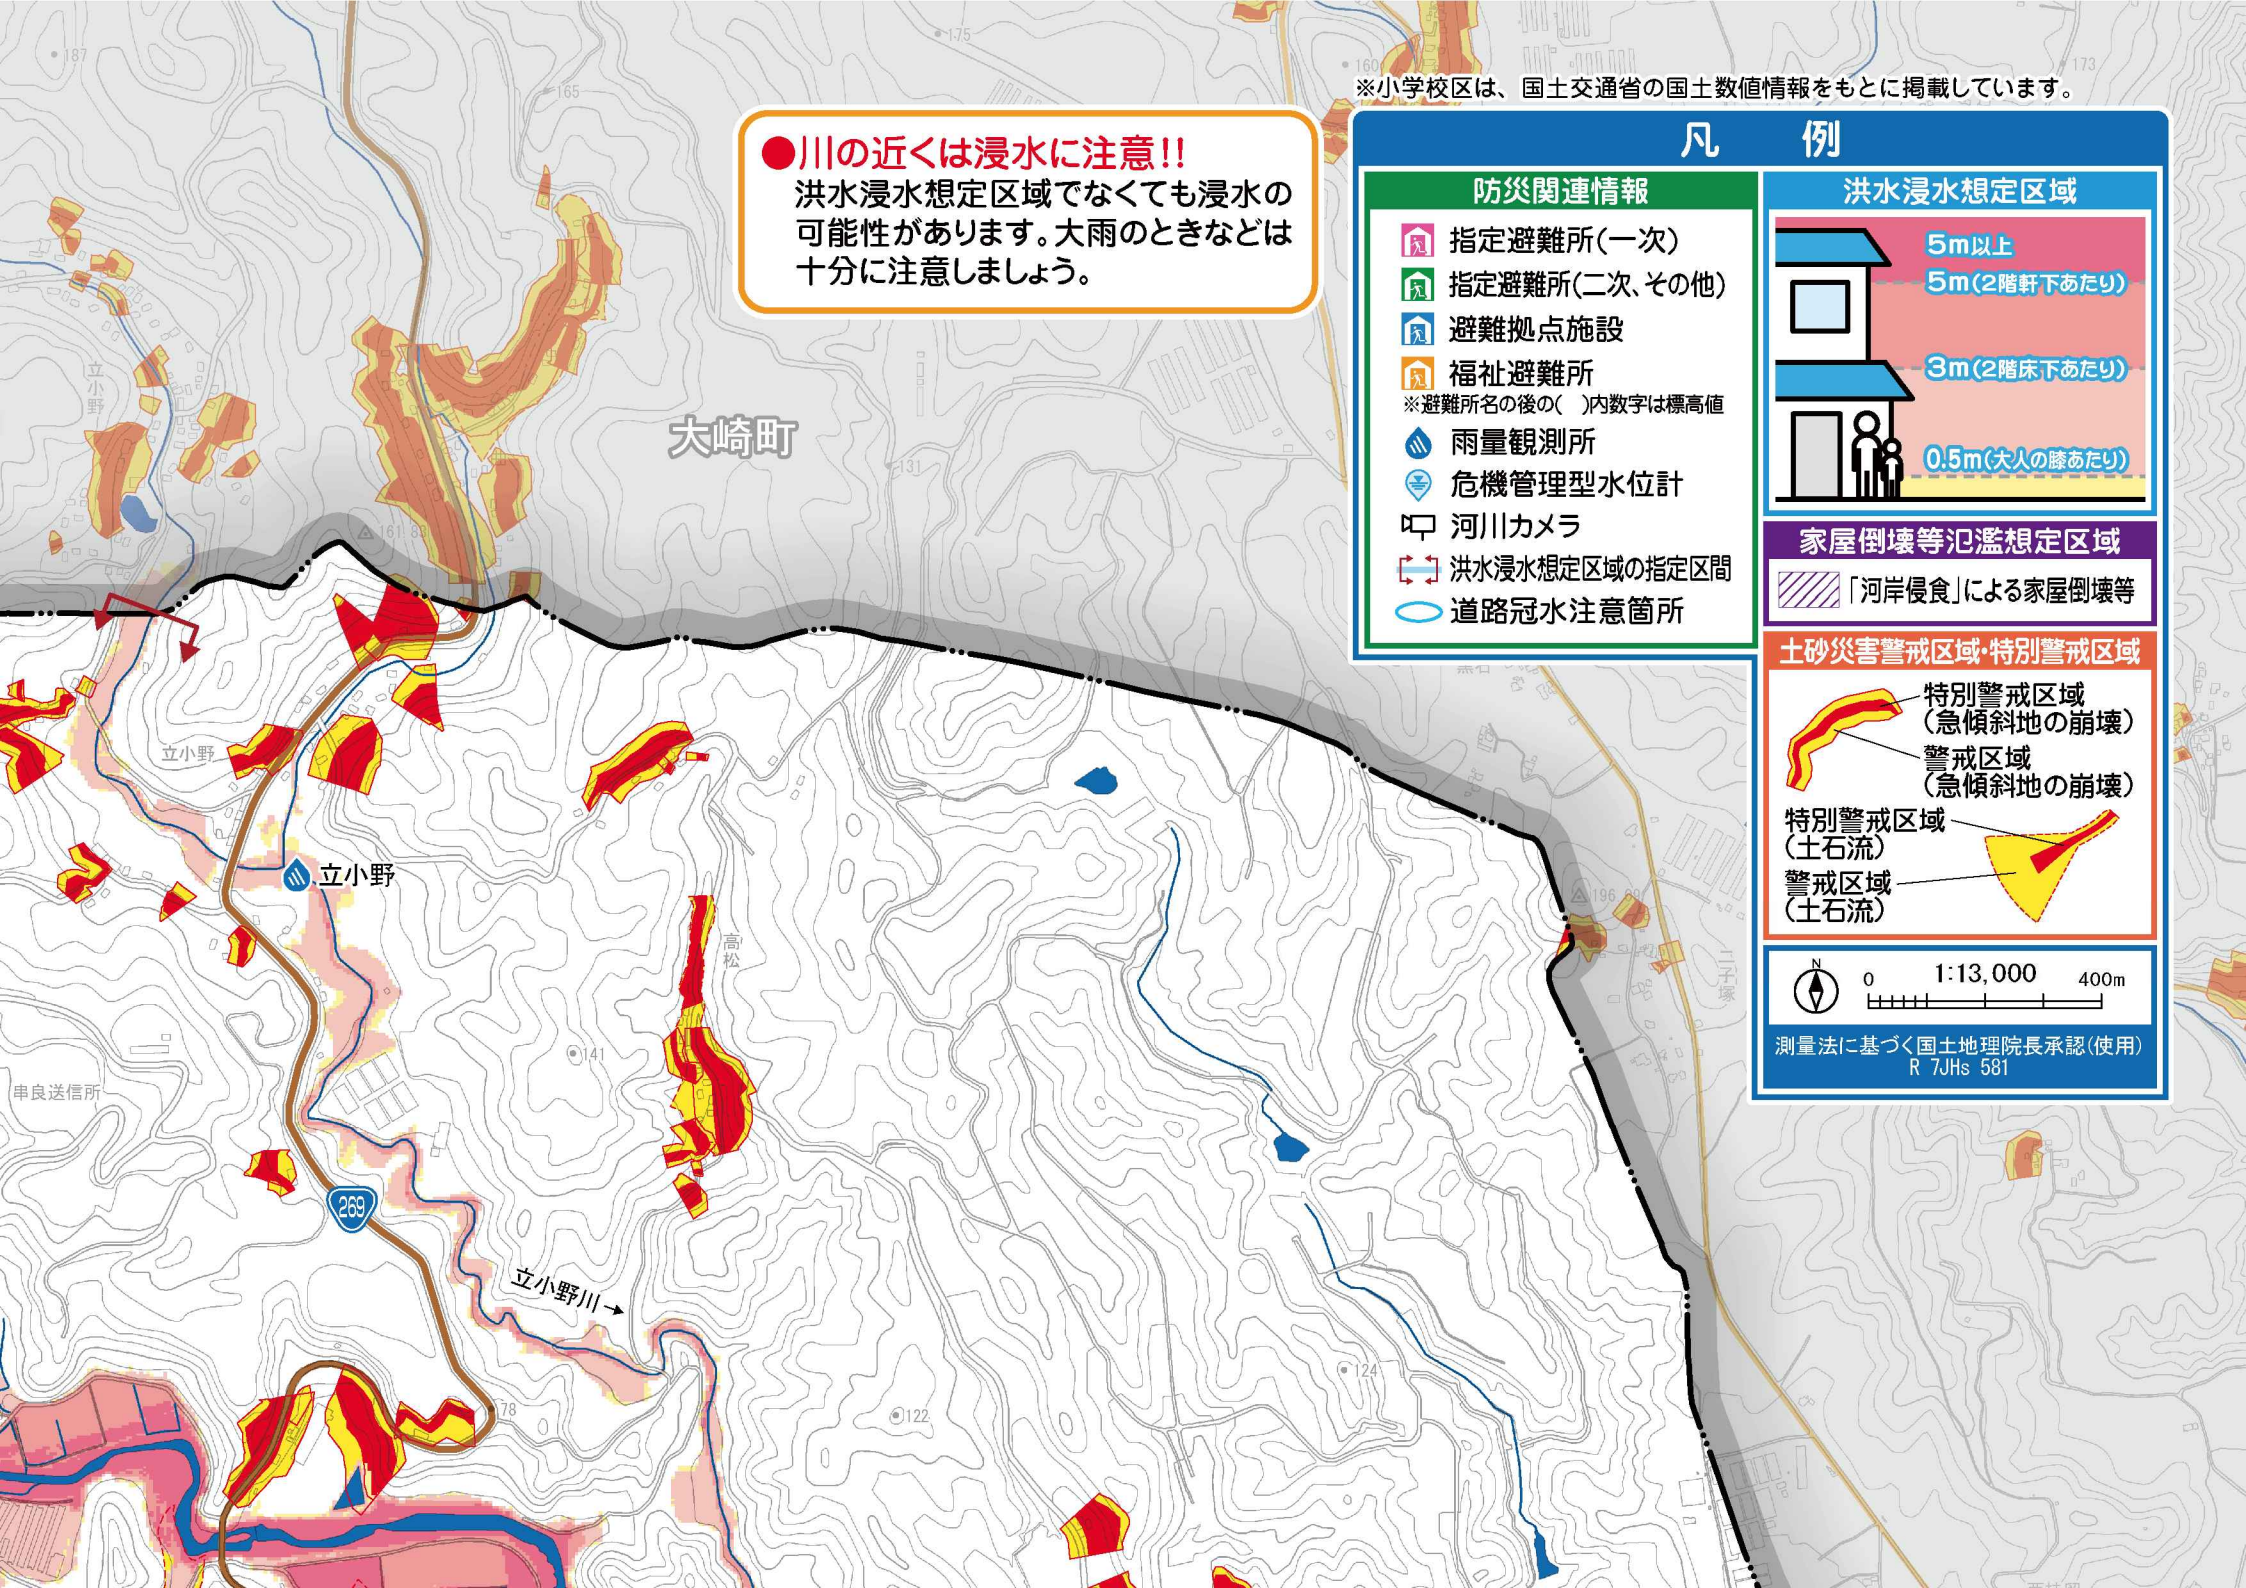 187
175
165
160
173
※小学校区は、国土交通省の国土数値情報をもとに掲載しています。
●川の近くは浸水に注意!!
洪水浸水想定区域でなくても浸水の
可能性があります。大雨のときなどは
十分に注意しましょう。
凡 例
防災関連情報
指定避難所(一次)
指定避難所(二次、その他)
避難拠点施設
福祉避難所
※避難所名の後の( )内数字は標高値
雨量観測所
危機管理型水位計
河川カメラ
洪水浸水想定区域の指定区間
道路冠水注意箇所
洪水浸水想定区域
5m以上
5m(2階軒下あたり)
3m(2階床下あたり)
0.5m(大人の膝あたり)
家屋倒壊等氾濫想定区域
「河岸侵食」による家屋倒壊等
土砂災害警戒区域・特別警戒区域
特別警戒区域
(急傾斜地の崩壊)
警戒区域
(急傾斜地の崩壊)
特別警戒区域
(土石流)
警戒区域
(土石流)
N
0
1:13,000
400m
測量法に基づく国土地理院長承認(使用)
R 7JHs 581
立小野
大崎町
131
立小野
立小野
高松
二子塚
141
串良送信所
269
立小野川→
78
122
124